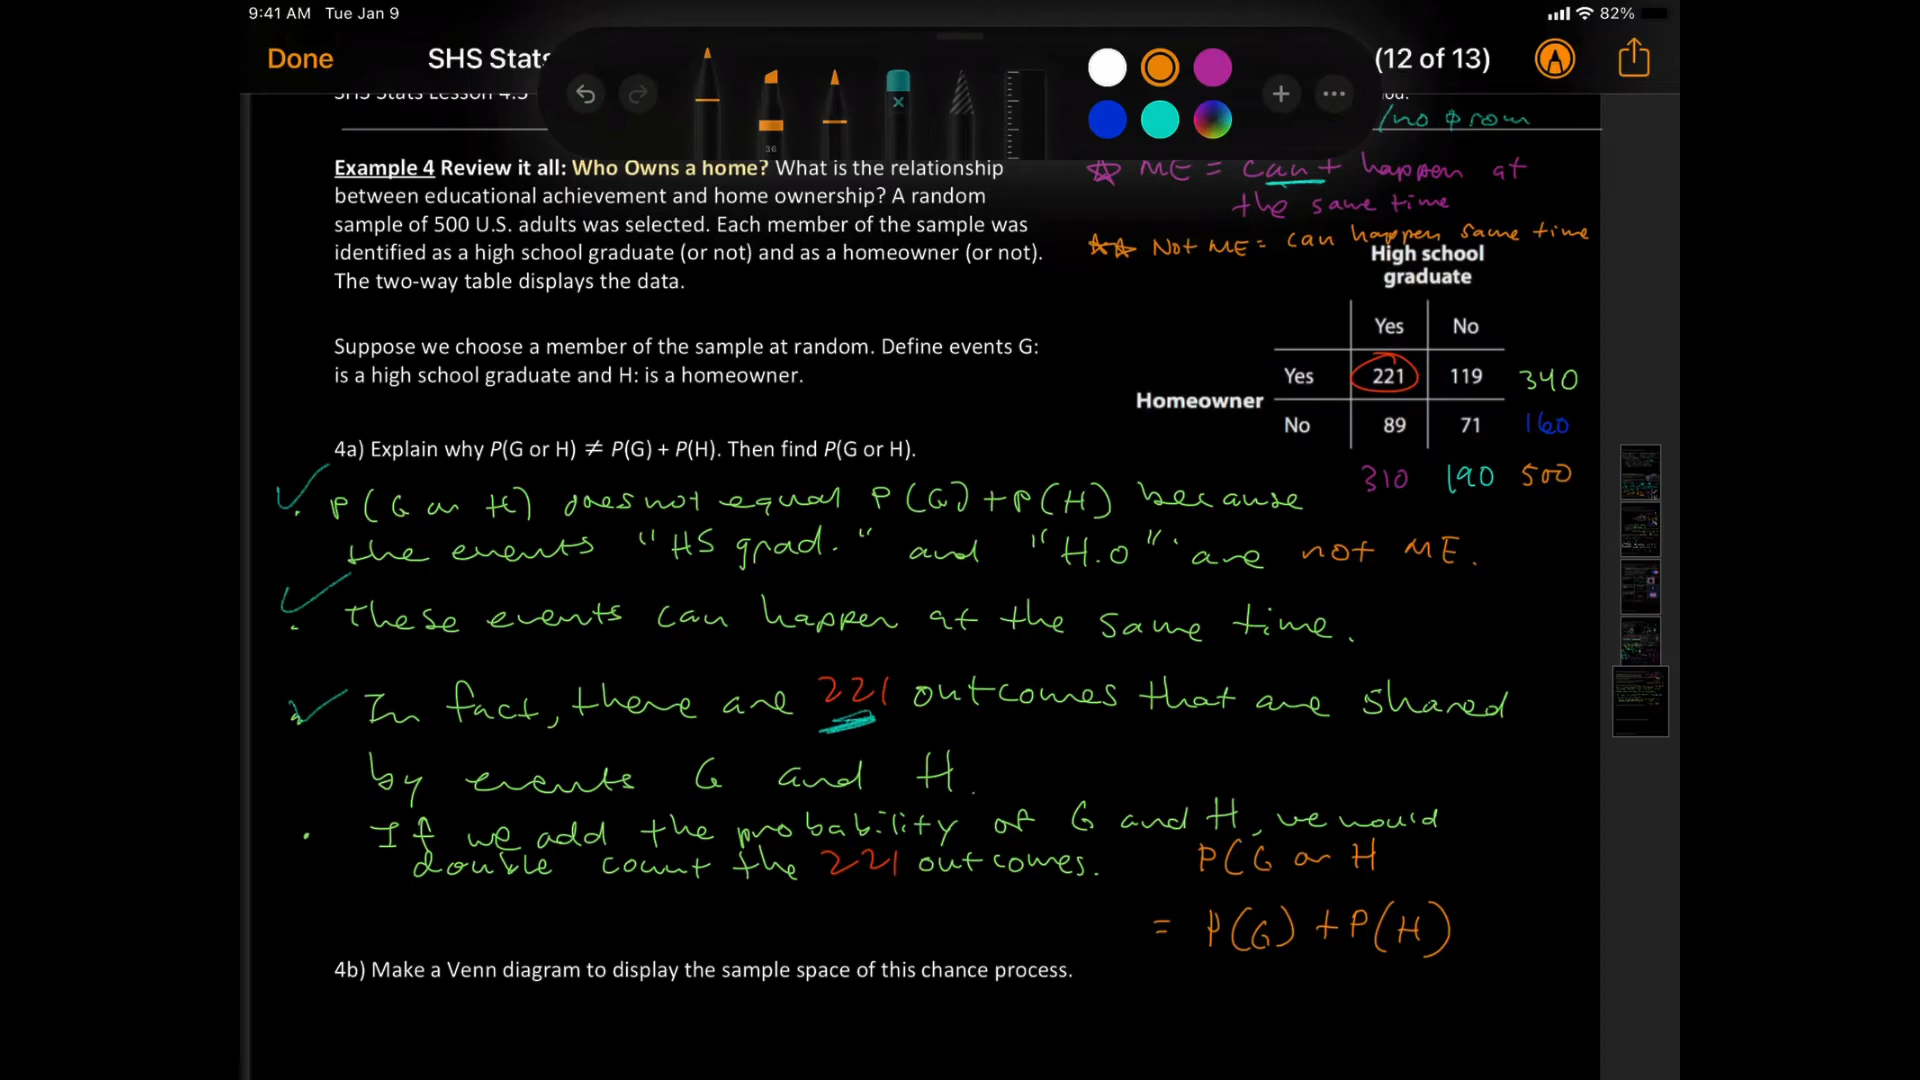 9:41 AM Tue Jan 9
82%
Done
SHS Stats
(12 of 13)
SHS Stats Lesson 4.3
36
/no prom
Example 4 Review it all: Who Owns a home? What is the relationship
between educational achievement and home ownership? A random
sample of 500 U.S. adults was selected. Each member of the sample was
identified as a high school graduate (or not) and as a homeowner (or not).
The two-way table displays the data.
ME = can't happen at
the same time
Not ME = can happen same time
High school
graduate
Yes No
Yes 221 119 340
Homeowner
No 89 71 160
310 190 500
Suppose we choose a member of the sample at random. Define events G:
is a high school graduate and H: is a homeowner.
4a) Explain why P(G or H) ≠ P(G) + P(H). Then find P(G or H).
P(G or H) does not equal P(G) + P(H) because
the events "HS grad." and "H.O". are not ME.
These events can happen at the same time.
In fact, there are 221 outcomes that are shared
by events G and H.
If we add the probability of G and H, we would
double count the 221 outcomes.
P(G or H
= P(G) + P(H)
4b) Make a Venn diagram to display the sample space of this chance process.